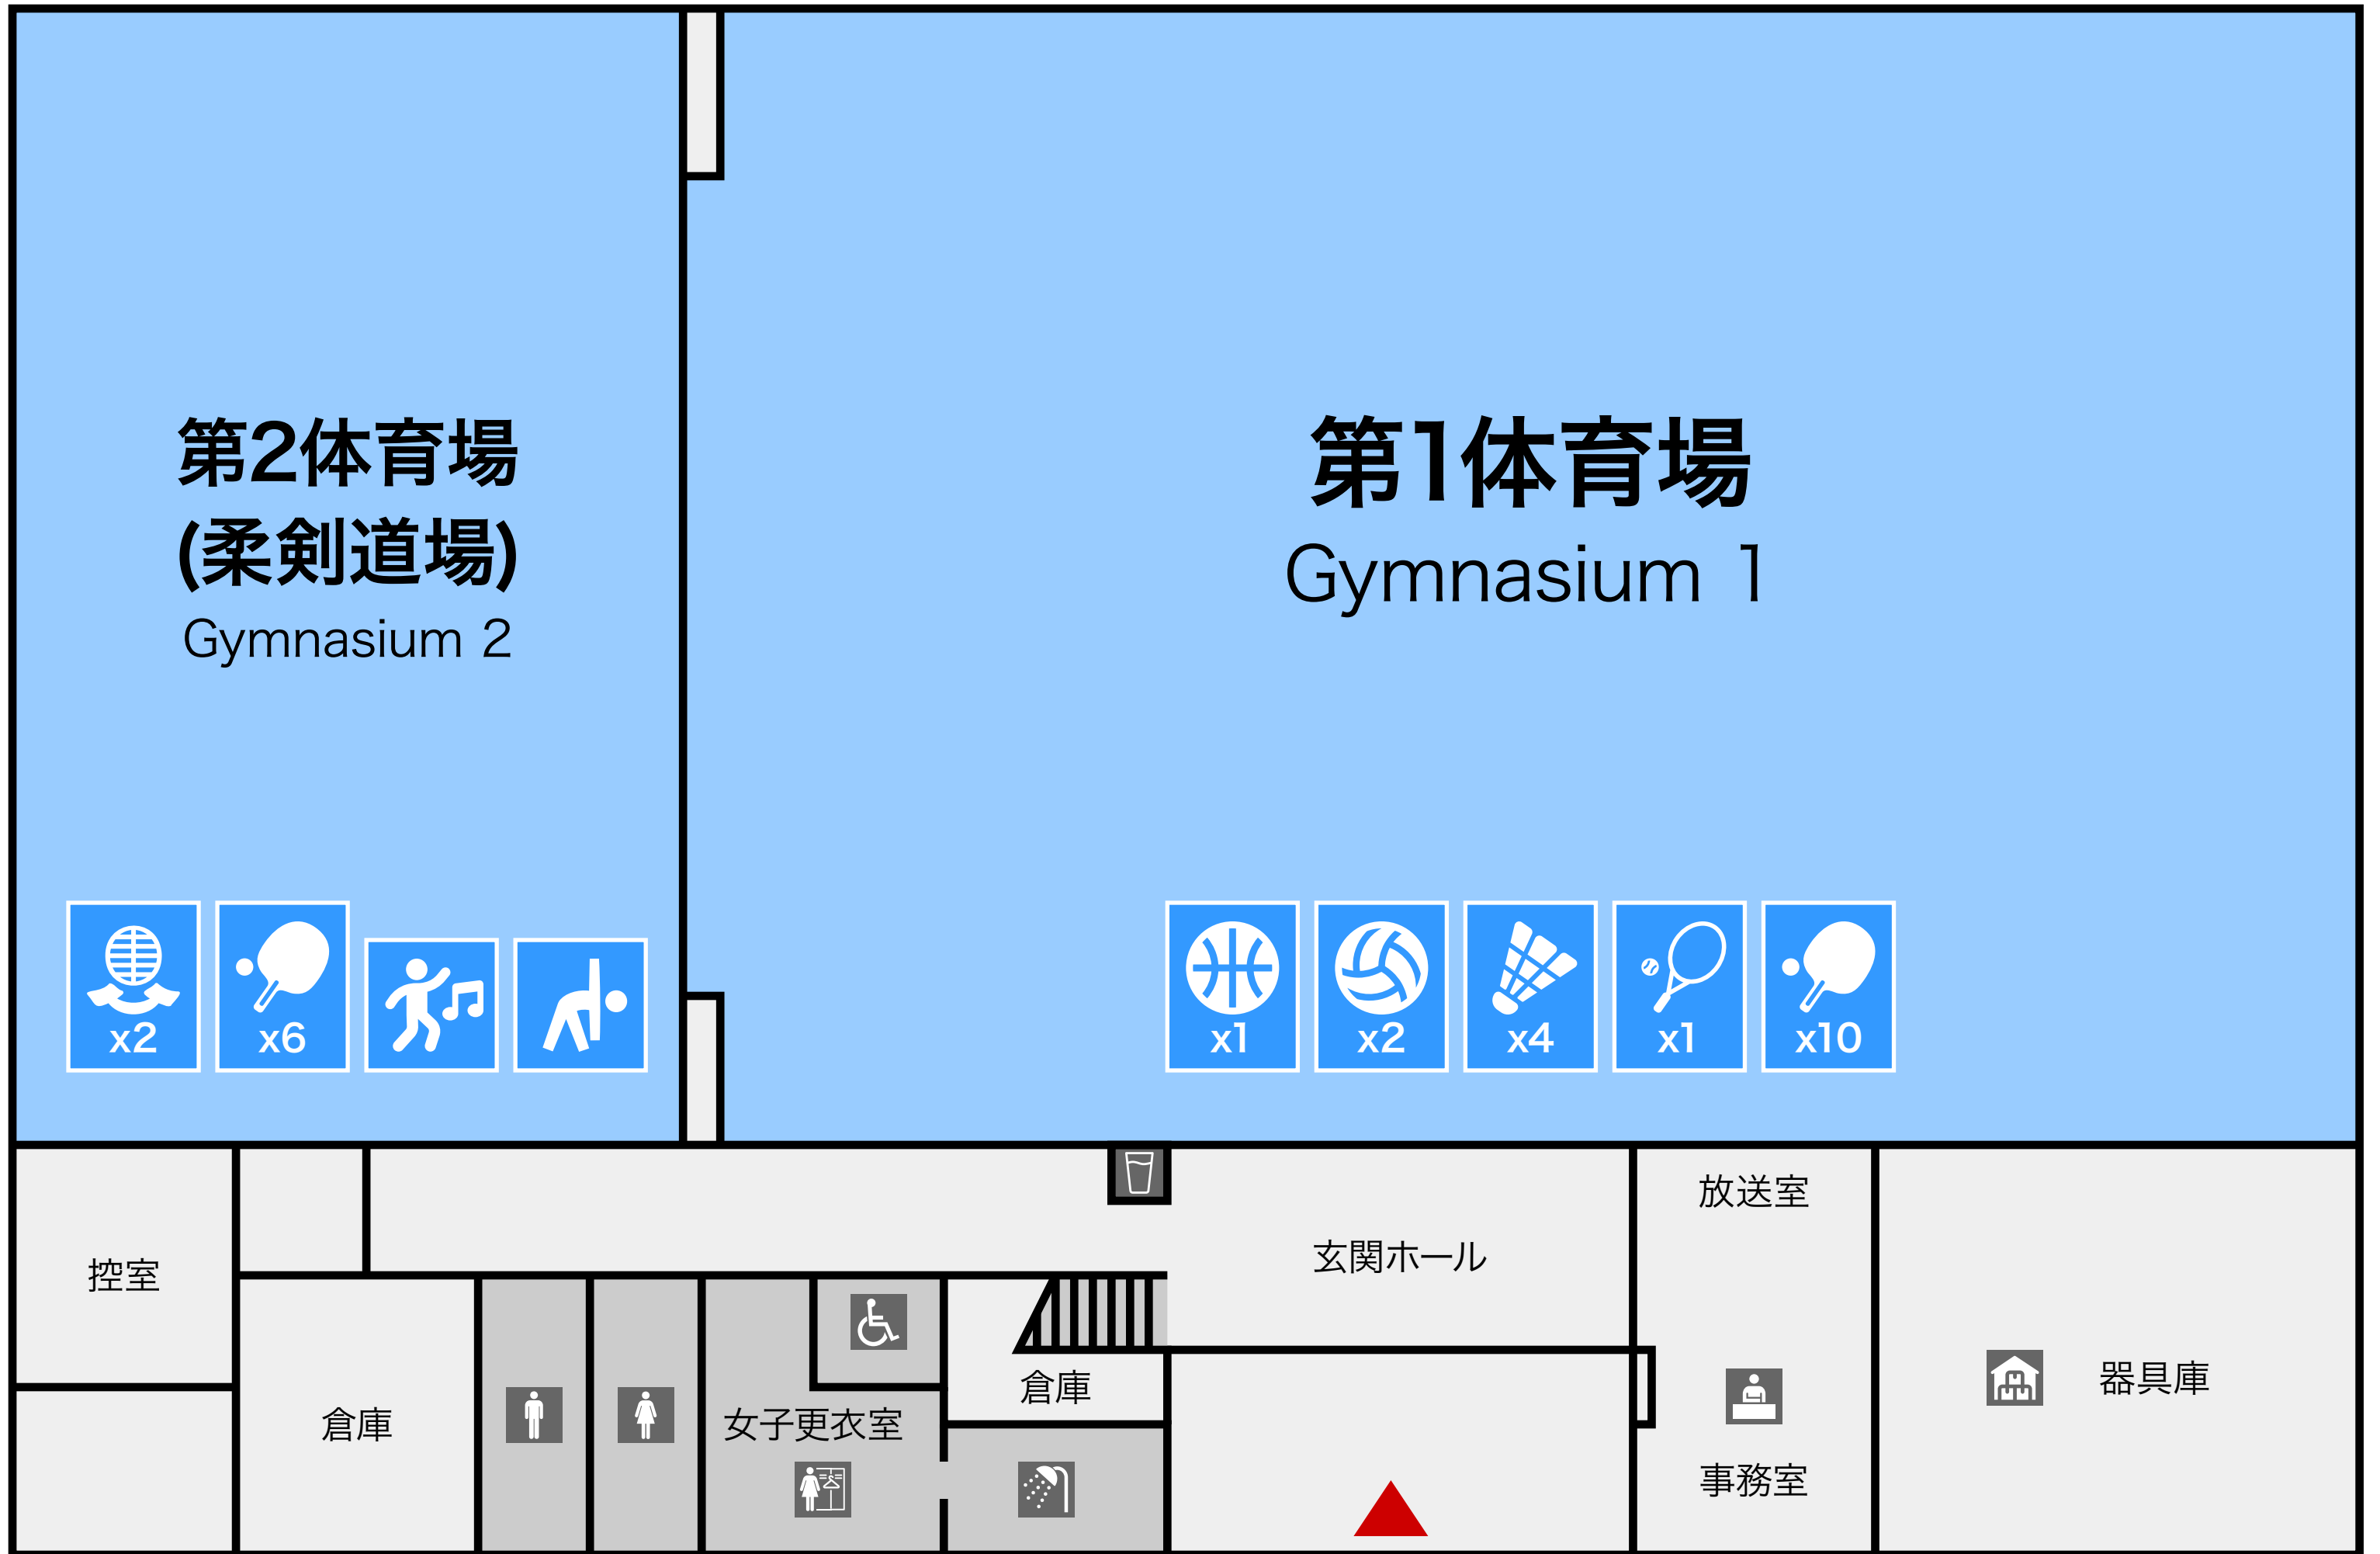 第2体育場
(柔剣道場)
Gymnasium 2
第1体育場
Gymnasium 1
x2
x6
x1
x2
x4
x1
x10
放送室
玄関ホール
控室
倉庫
器具庫
倉庫
女子更衣室
事務室